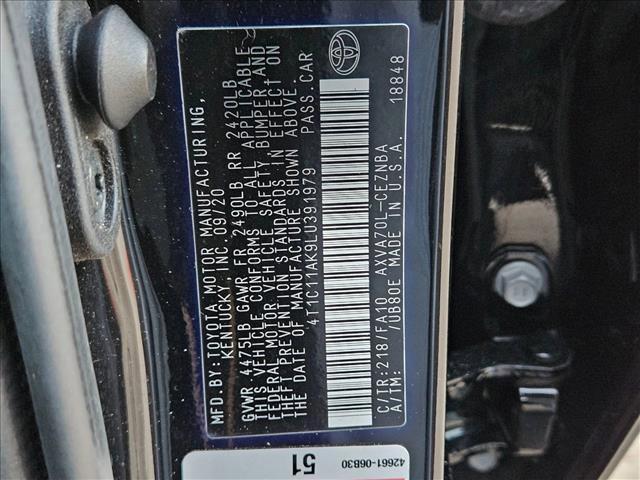 MFD.BY:TOYOTA MOTOR MANUFACTURING,
KENTUCKY, INC. 09/20
GVWR 4475LB GAWR FR 2490LB RR 2420LB
THIS VEHICLE CONFORMS TO ALL APPLICABLE
FEDERAL MOTOR VEHICLE SAFETY BUMPER,AND
THEFT PREVENTION STANDARDS IN EFFECT ON
DATE OF MANUFACTURE SHOWN ABOVE.
4T1C11AK9LU391979 PASS.CAR
C/TR:218/FA10 AXVA70L-CEZNBA
A/TM: /0B80E MADE IN U.S.A. 18848
51
42661-06B30